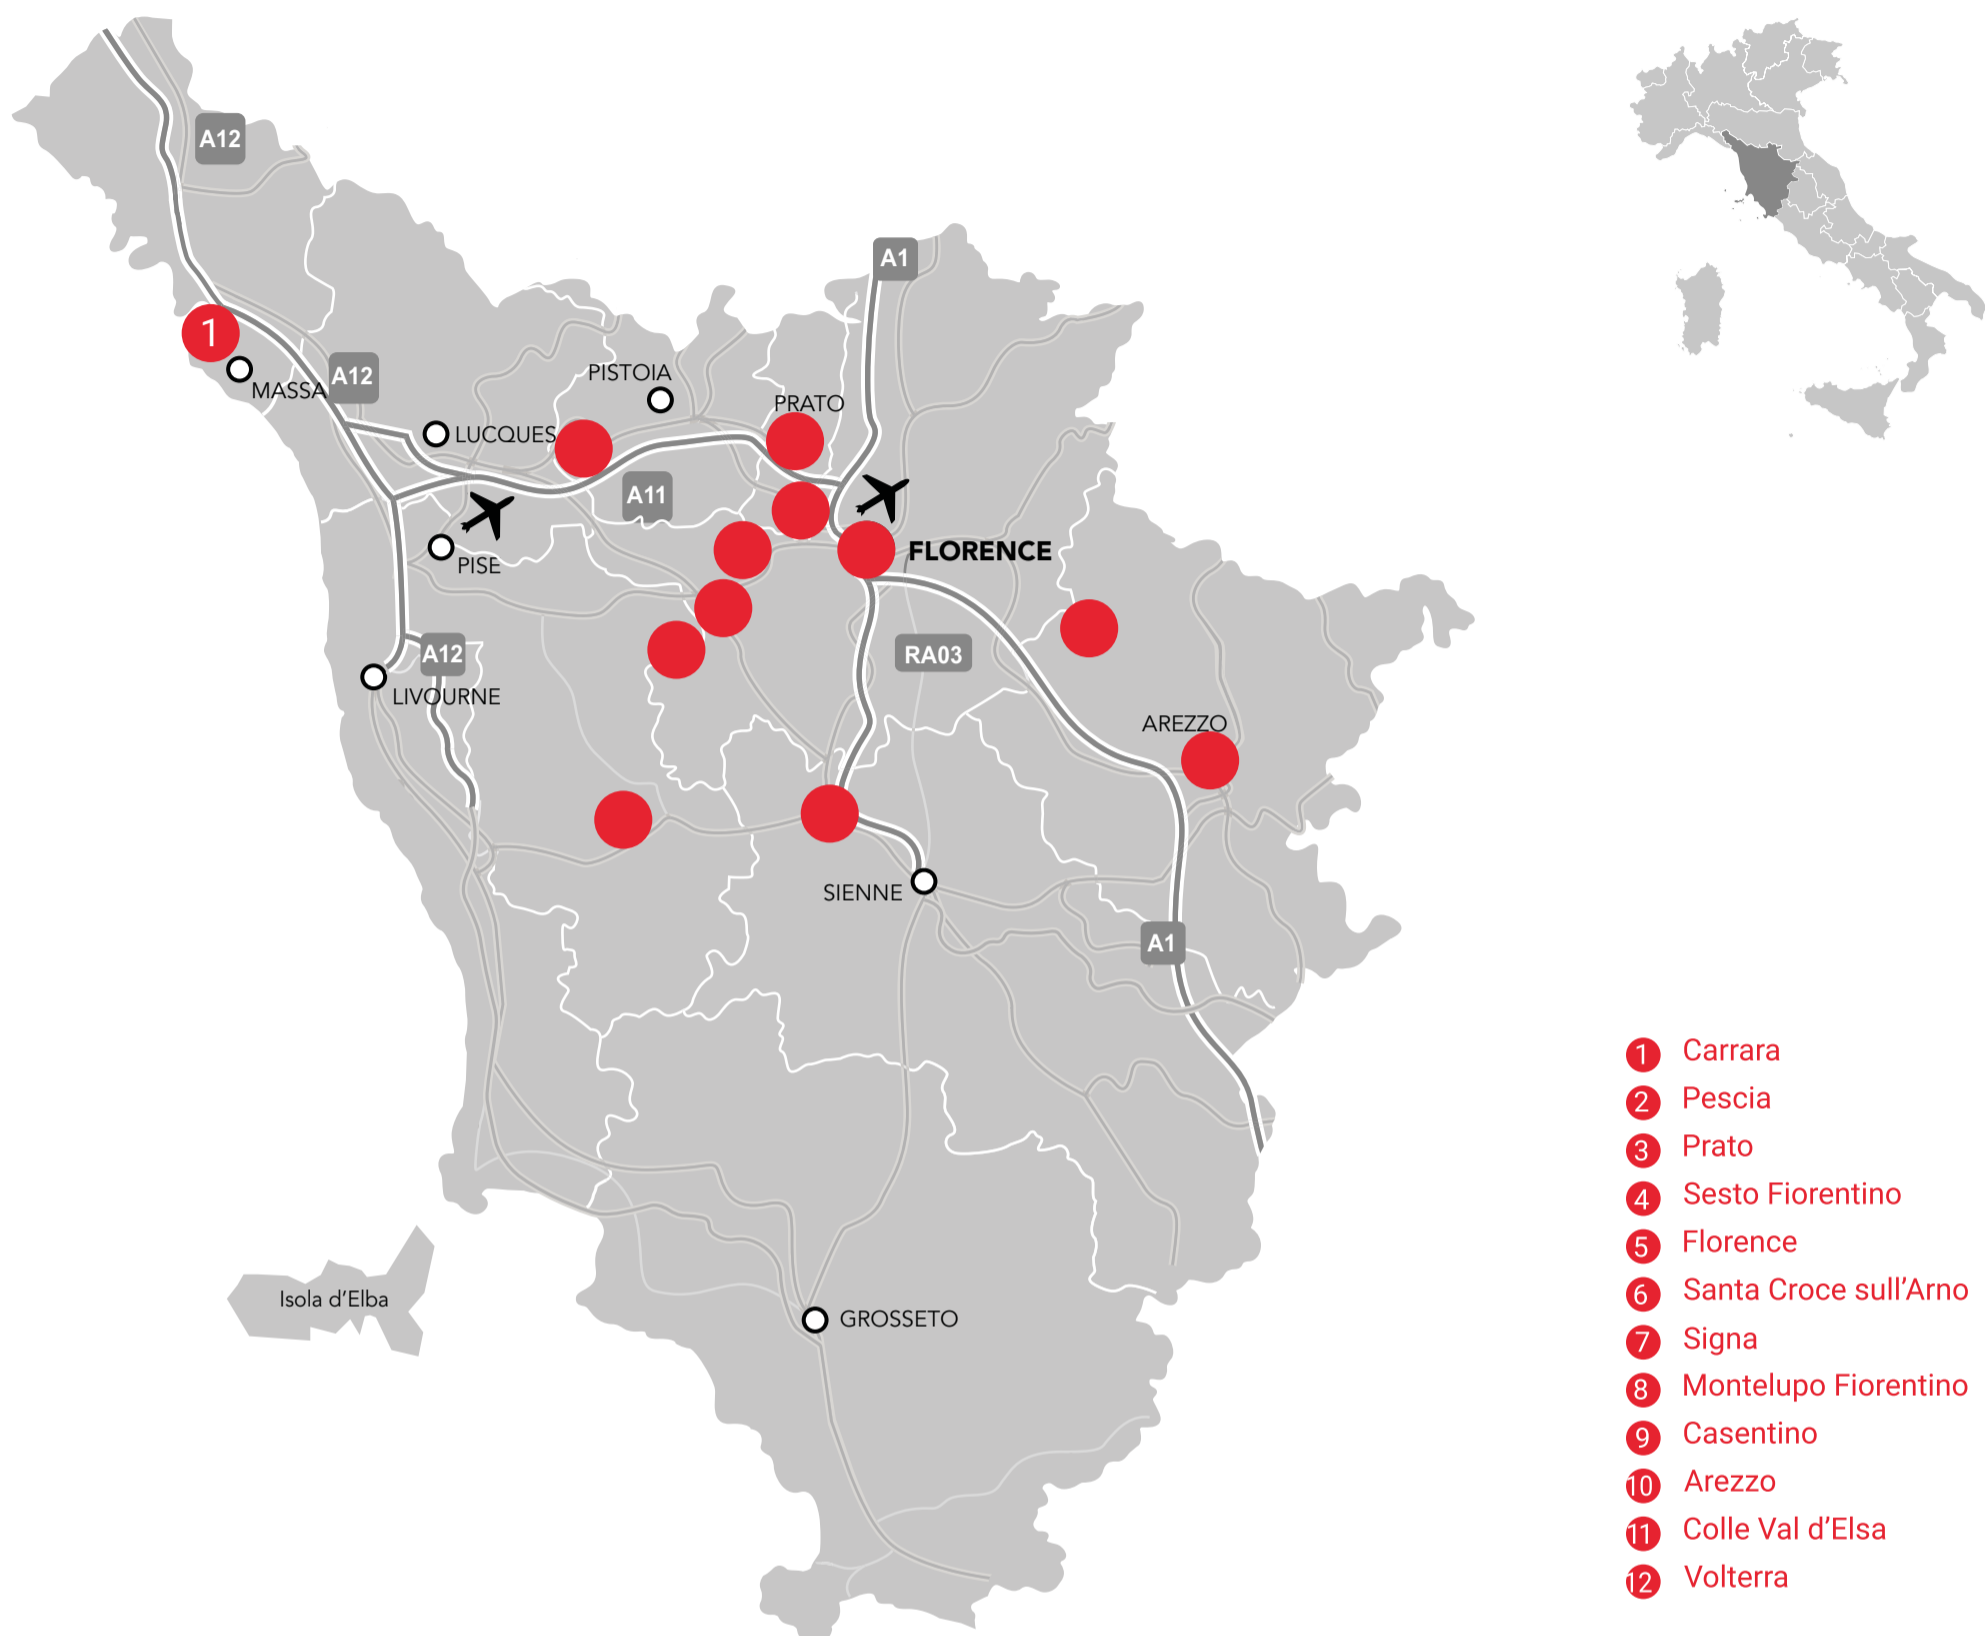 A12
A1
1
MASSA
A12
PISTOIA
PRATO
LUCQUES
A11
FLORENCE
PISE
A12
RA03
LIVOURNE
AREZZO
SIENNE
A1
Isola d’Elba
GROSSETO
1 Carrara
2 Pescia
3 Prato
4 Sesto Fiorentino
5 Florence
6 Santa Croce sull’Arno
7 Signa
8 Montelupo Fiorentino
9 Casentino
10 Arezzo
11 Colle Val d’Elsa
12 Volterra